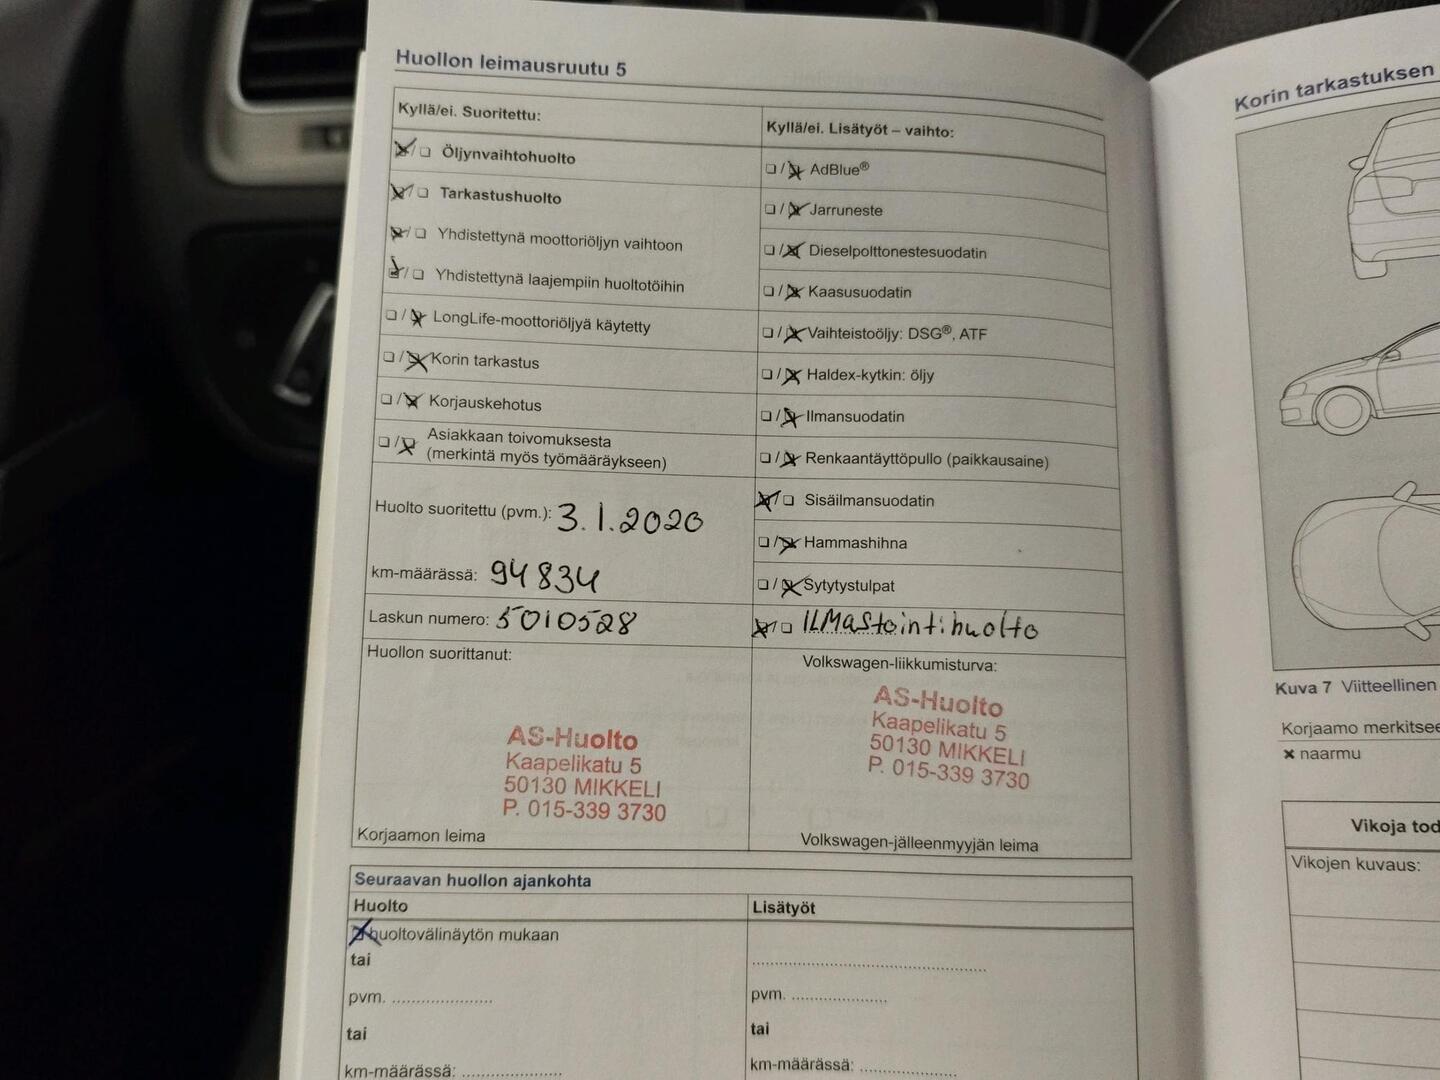 Huollon leimausruutu 5
Kyllä/ei. Suoritettu:
Öljynvaihtohuolto
Tarkastushuolto
Yhdistettynä moottoriöljyn vaihtoon
Yhdistettynä laajempiin huoltotöihin
LongLife-moottoriöljyä käytetty
Korin tarkastus
Korjauskehotus
Asiakkaan toivomuksesta
(merkintä myös työmääräykseen)
Huolto suoritettu (pvm.): 3.1.2020
km-määrässä: 94834
Laskun numero: 5010528
Huollon suorittanut:
AS-Huolto
Kaapelikatu 5
50130 MIKKELI
P. 015-339 3730
Korjaamon leima
Kyllä/ei. Lisätyöt – vaihto:
AdBlue®
Jarruneste
Dieselpolttonestesuodatin
Kaasusuodatin
Vaihteistoöljy: DSG®, ATF
Haldex-kytkin: öljy
Ilmansuodatin
Renkaantäyttöpullo (paikkausaine)
Sisäilmansuodatin
Hammashihna
Sytytystulpat
ILMastointihuolto
Volkswagen-liikkumisturva:
AS-Huolto
Kaapelikatu 5
50130 MIKKELI
P. 015-339 3730
Volkswagen-jälleenmyyjän leima
Seuraavan huollon ajankohta
Huolto
huoltovälinäytön mukaan
tai
pvm. ....................
tai
km-määrässä: ....................
Lisätyöt
..............................................
pvm. ....................
tai
km-määrässä: ....................
Korin tarkastuksen
Kuva 7 Viitteellinen
Korjaamo merkitsee
× naarmu
Vikoja tod
Vikojen kuvaus: